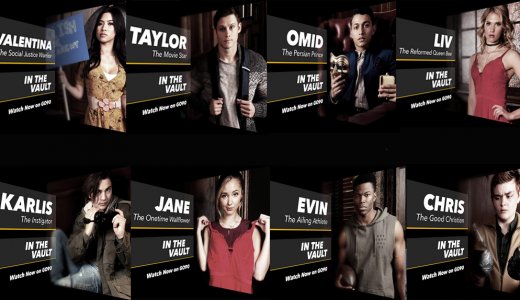 VALENTINA
The Social Justice Warrior
IN THE
VAULT
Watch Now on GO90
TAYLOR
The Movie Star
IN THE
VAULT
Watch Now on GO90
OMID
The Persian Prince
IN THE
VAULT
Watch Now on GO90
LIV
The Reformed Queen Bee
IN THE
VAULT
Watch Now on GO90
KARLIS
The Instigator
IN THE
VAULT
Watch Now on GO90
JANE
The Onetime Wallflower
IN THE
VAULT
Watch Now on GO90
EVIN
The Ailing Athlete
IN THE
VAULT
Watch Now on GO90
CHRIS
The Good Christian
IN THE
VAULT
Watch Now on GO90